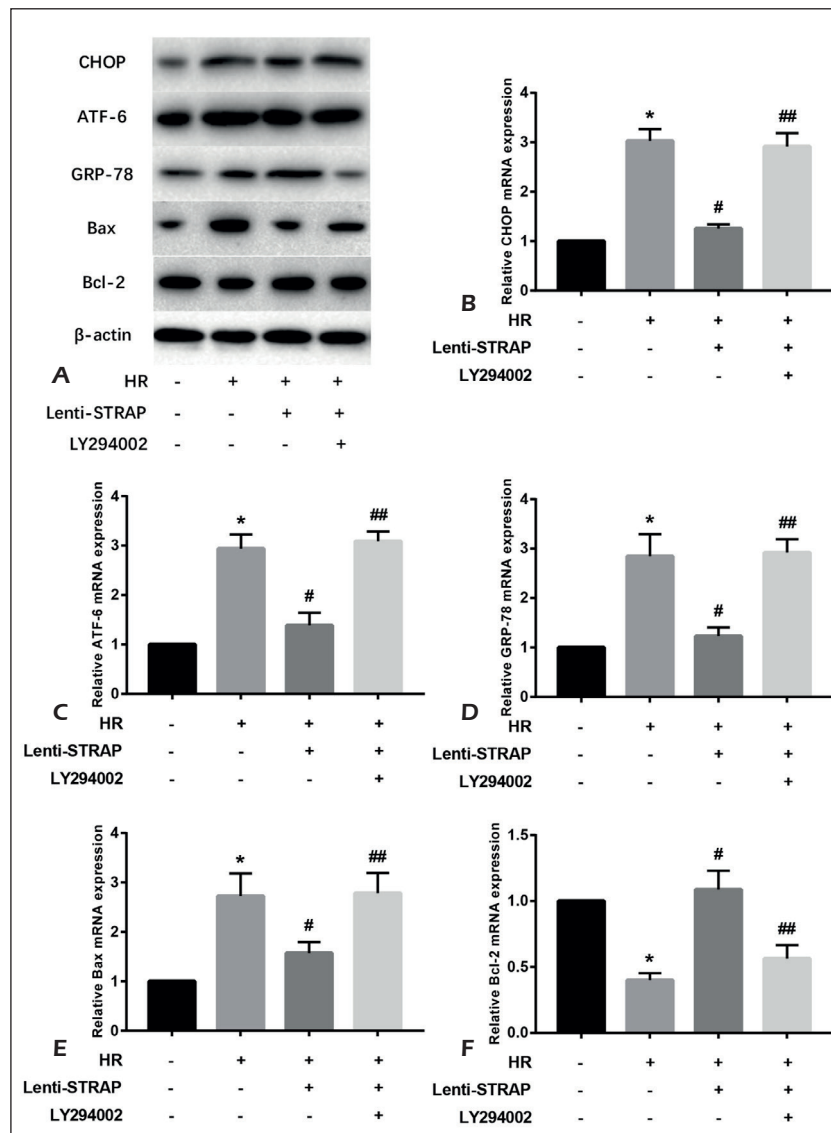 CHOP
ATF-6
GRP-78
Bax
Bcl-2
β-actin
A
HR - + + +
Lenti-STRAP - - + +
LY294002 - - - +
Relative CHOP mRNA expression
4
3
2
1
0
*
#
##
B
HR - + + +
Lenti-STRAP - - + +
LY294002 - - - +
Relative ATF-6 mRNA expression
4
3
2
1
0
*
#
##
C
HR - + + +
Lenti-STRAP - - + +
LY294002 - - - +
Relative GRP-78 mRNA expression
4
3
2
1
0
*
#
##
D
HR - + + +
Lenti-STRAP - - + +
LY294002 - - - +
Relative Bax mRNA expression
4
3
2
1
0
*
#
##
E
HR - + + +
Lenti-STRAP - - + +
LY294002 - - - +
Relative Bcl-2 mRNA expression
1.5
1.0
0.5
0.0
*
#
##
F
HR - + + +
Lenti-STRAP - - + +
LY294002 - - - +